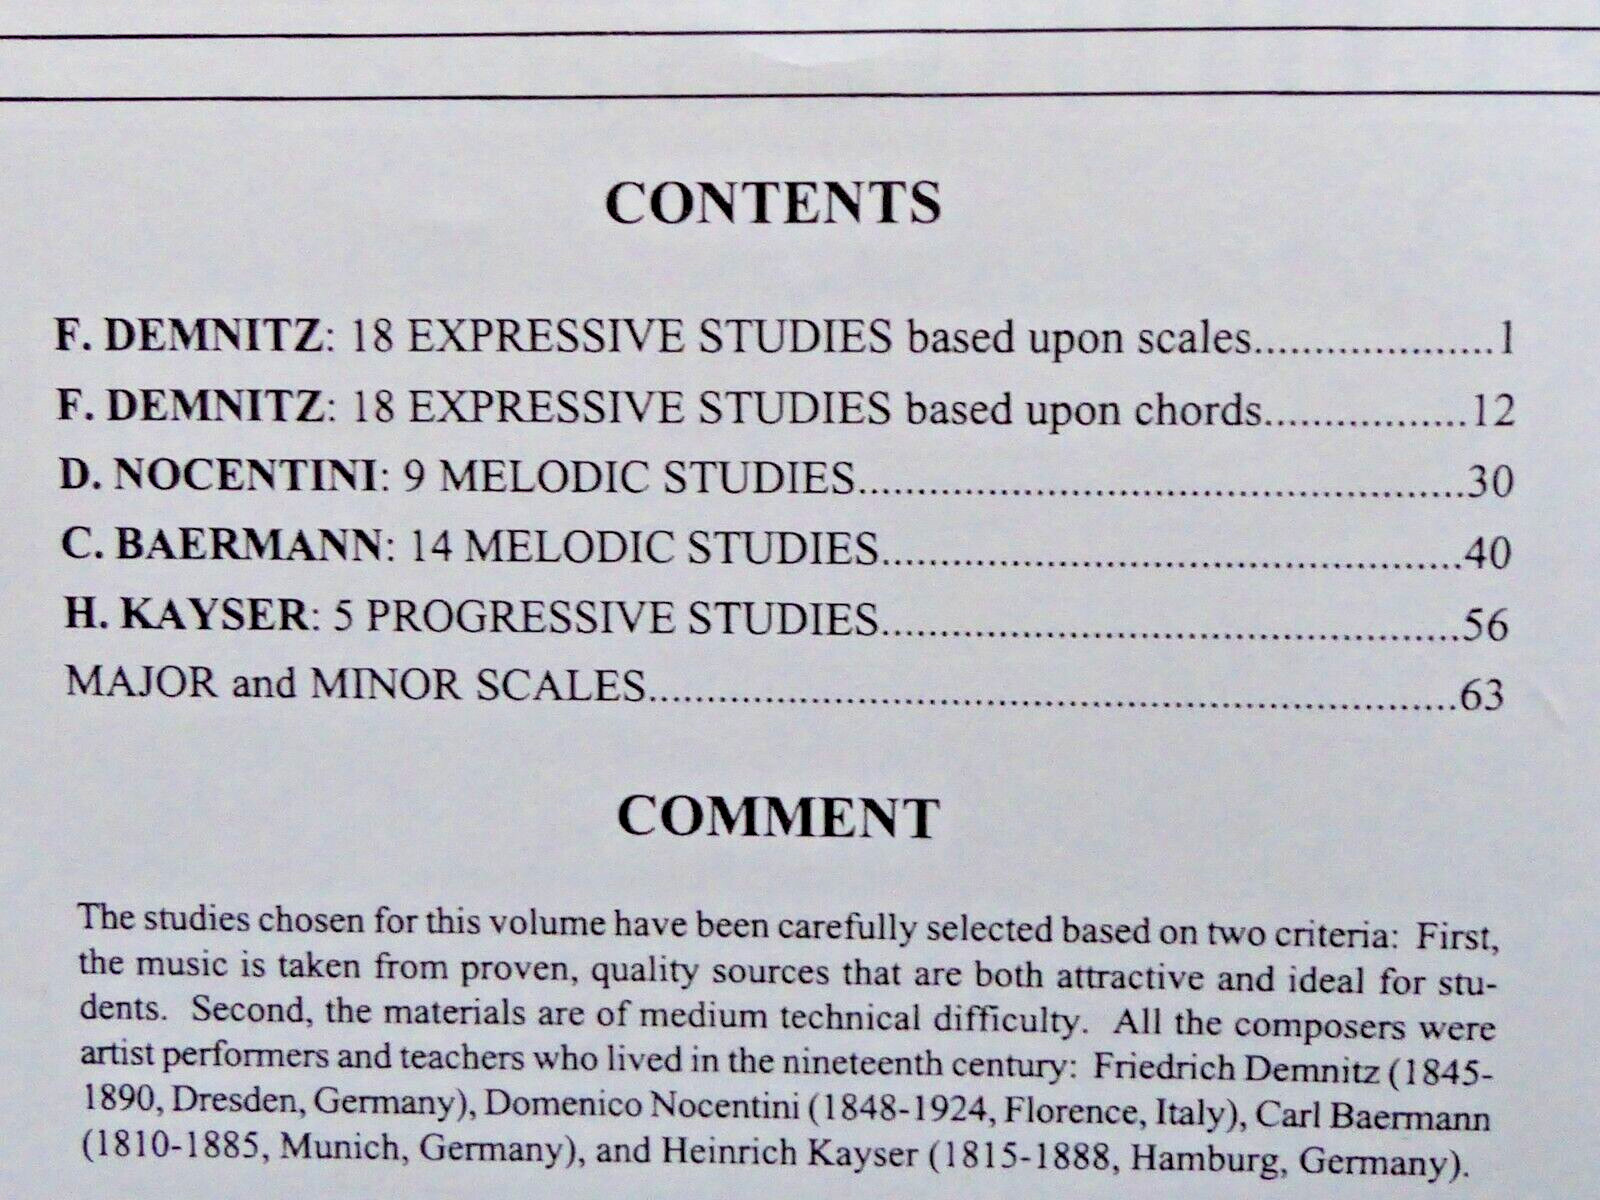 CONTENTS
F. DEMNITZ: 18 EXPRESSIVE STUDIES based upon scales....................1
F. DEMNITZ: 18 EXPRESSIVE STUDIES based upon chords.................12
D. NOCENTINI: 9 MELODIC STUDIES....................................................30
C. BAERMANN: 14 MELODIC STUDIES..................................................40
H. KAYSER: 5 PROGRESSIVE STUDIES..................................................56
MAJOR and MINOR SCALES.....................................................................63
COMMENT
The studies chosen for this volume have been carefully selected based on two criteria: First,
the music is taken from proven, quality sources that are both attractive and ideal for stu-
dents. Second, the materials are of medium technical difficulty. All the composers were
artist performers and teachers who lived in the nineteenth century: Friedrich Demnitz (1845-
1890, Dresden, Germany), Domenico Nocentini (1848-1924, Florence, Italy), Carl Baermann
(1810-1885, Munich, Germany), and Heinrich Kayser (1815-1888, Hamburg, Germany).